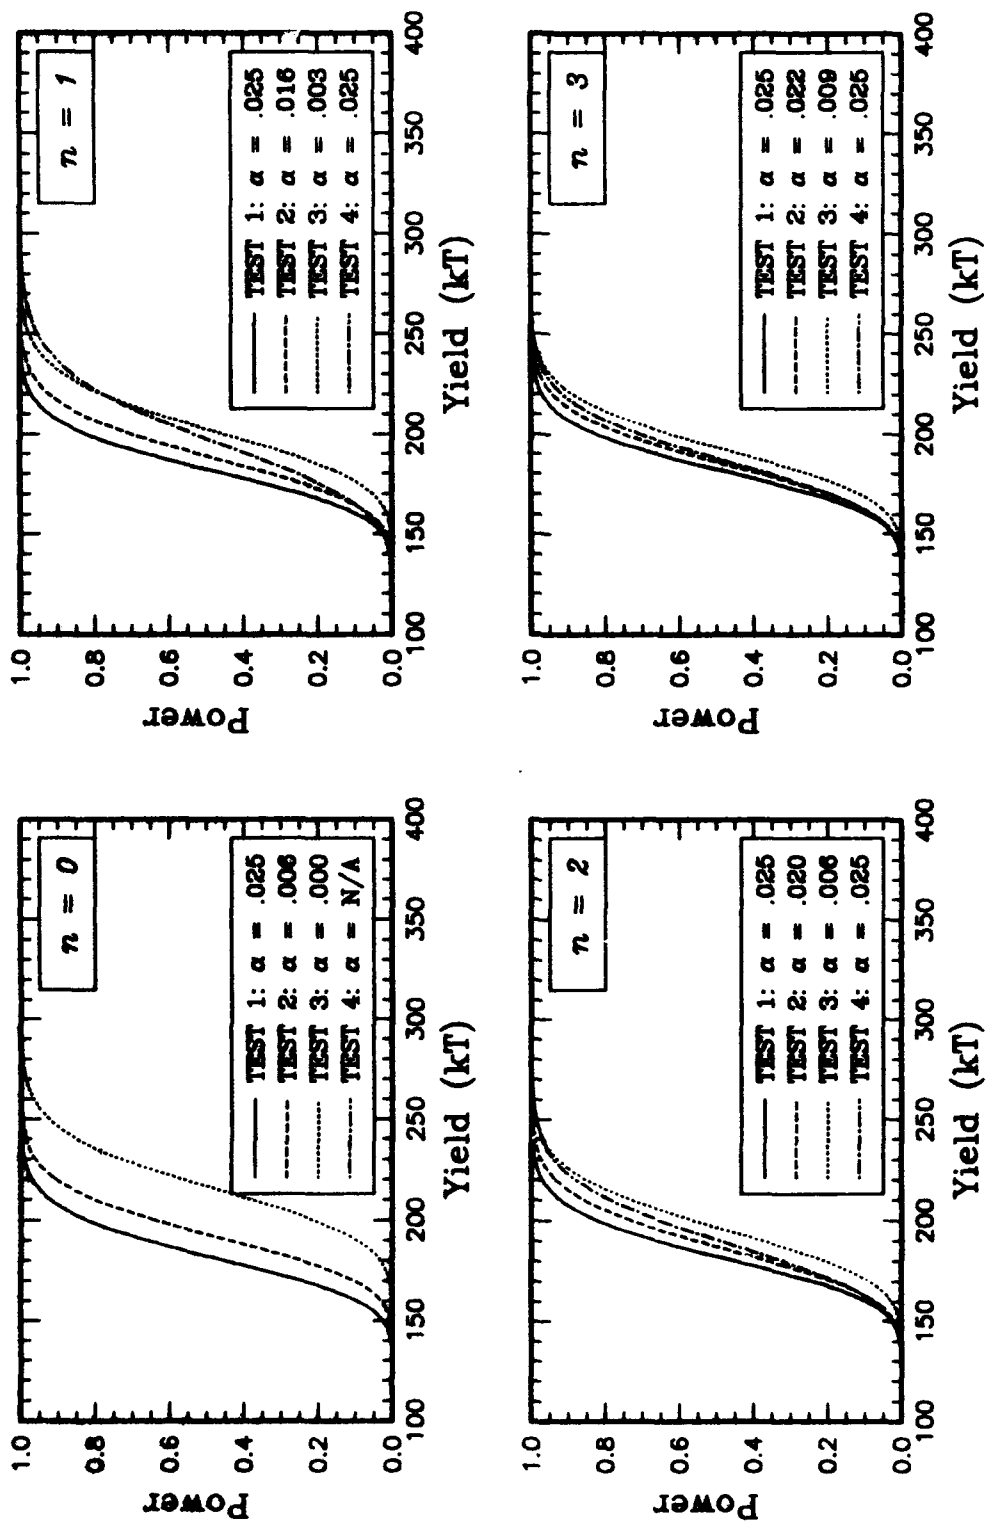 n = 0
1.0
0.8
0.6
0.4
0.2
0.0
Power
TEST 1: α = .025
TEST 2: α = .006
TEST 3: α = .000
TEST 4: α = N/A
100 150 200 250 300 350 400
Yield (kT)
n = 1
1.0
0.8
0.6
0.4
0.2
0.0
Power
TEST 1: α = .025
TEST 2: α = .016
TEST 3: α = .003
TEST 4: α = .025
100 150 200 250 300 350 400
Yield (kT)
n = 2
1.0
0.8
0.6
0.4
0.2
0.0
Power
TEST 1: α = .025
TEST 2: α = .020
TEST 3: α = .006
TEST 4: α = .025
100 150 200 250 300 350 400
Yield (kT)
n = 3
1.0
0.8
0.6
0.4
0.2
0.0
Power
TEST 1: α = .025
TEST 2: α = .022
TEST 3: α = .009
TEST 4: α = .025
100 150 200 250 300 350 400
Yield (kT)